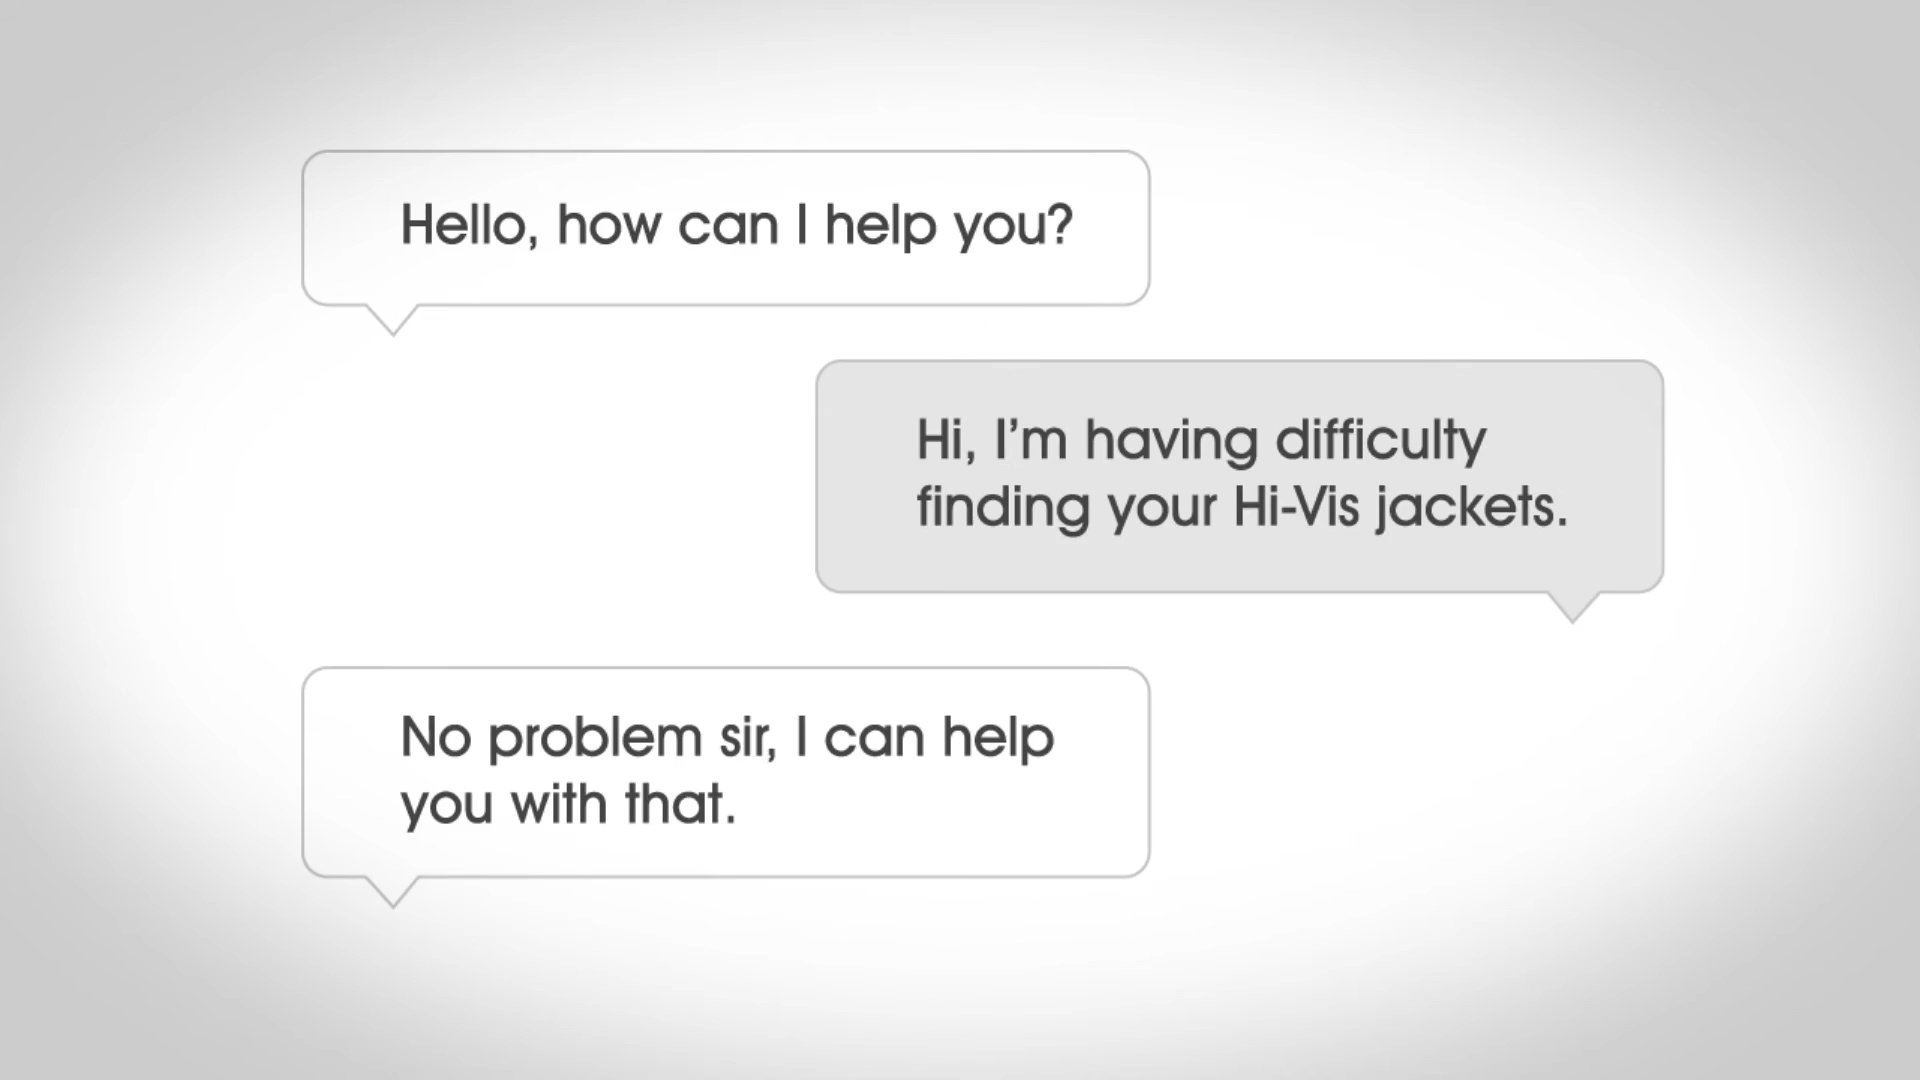 Hello, how can I help you?
Hi, I’m having difficulty
finding your Hi-Vis jackets.
No problem sir, I can help
you with that.